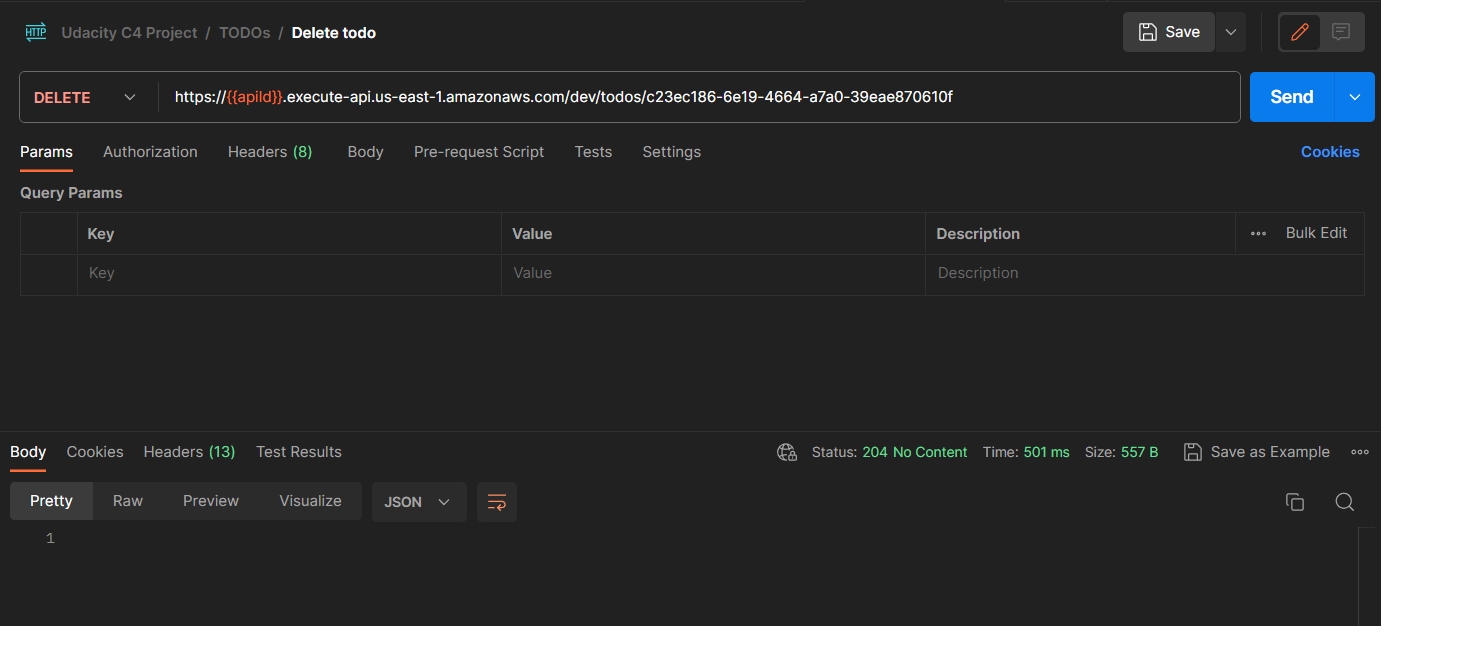 HTTP Udacity C4 Project / TODOs / Delete todo Save
DELETE https://{{apiId}}.execute-api.us-east-1.amazonaws.com/dev/todos/c23ec186-6e19-4664-a7a0-39eae870610f Send
Params Authorization Headers (8) Body Pre-request Script Tests Settings Cookies
Query Params
Key Value Description Bulk Edit
Key Value Description
Body Cookies Headers (13) Test Results Status: 204 No Content Time: 501 ms Size: 557 B Save as Example
Pretty Raw Preview Visualize JSON
1